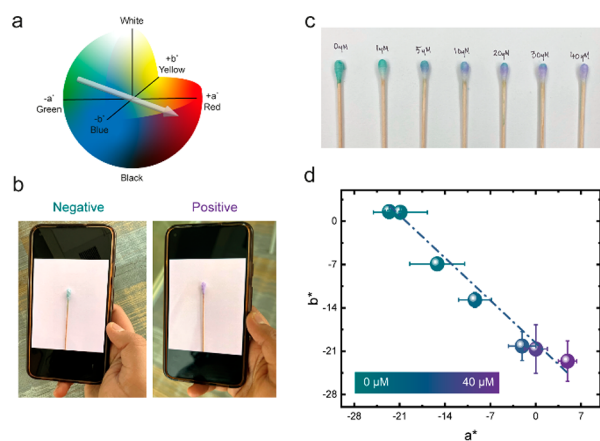 a
White
+b*
Yellow
-a*
Green
+a*
Red
-b*
Blue
Black
b
Negative
Positive
c
0μM
1μM
5μM
10μM
20μM
30μM
40μM
d
0
-7
-14
-21
-28
b*
0 μM
40 μM
-28
-21
-14
-7
0
7
a*